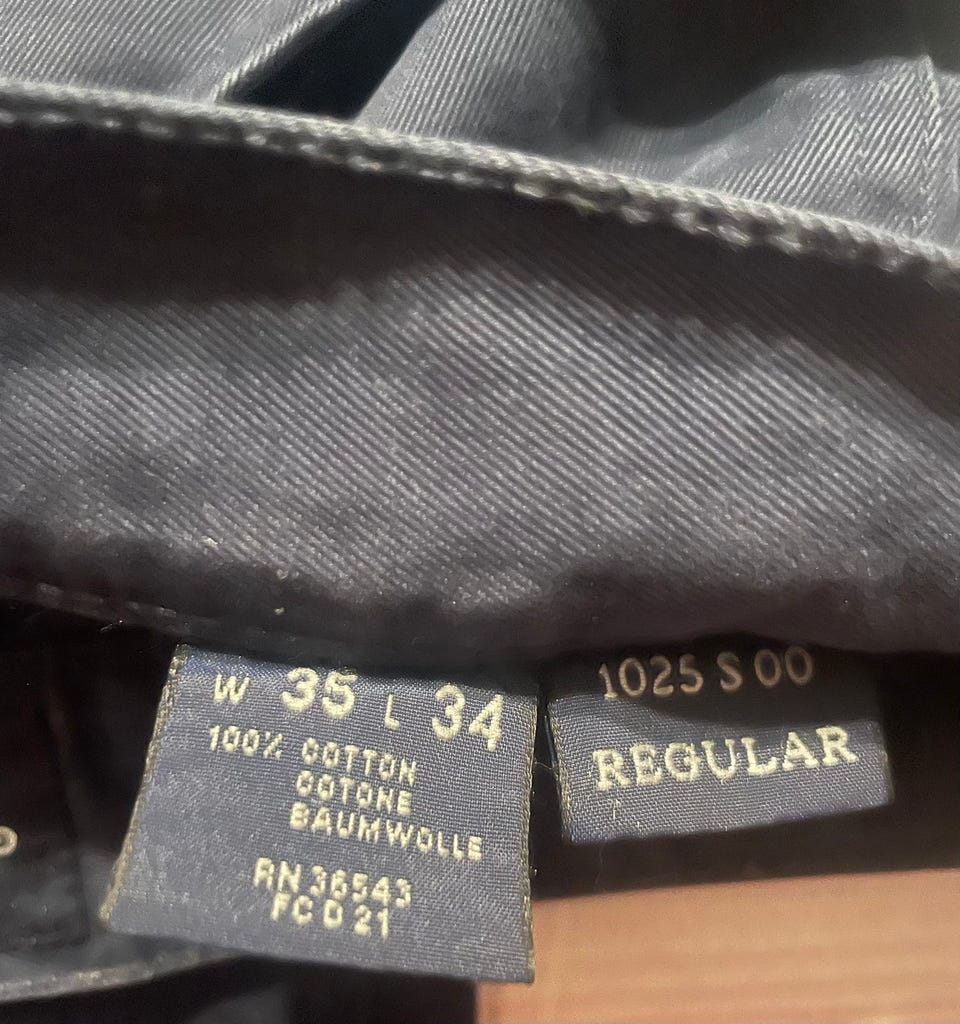 W 35 L 34
100% COTTON
COTONE
BAUMWOLLE
RN 36543
FC D 21
1025 S 00
REGULAR